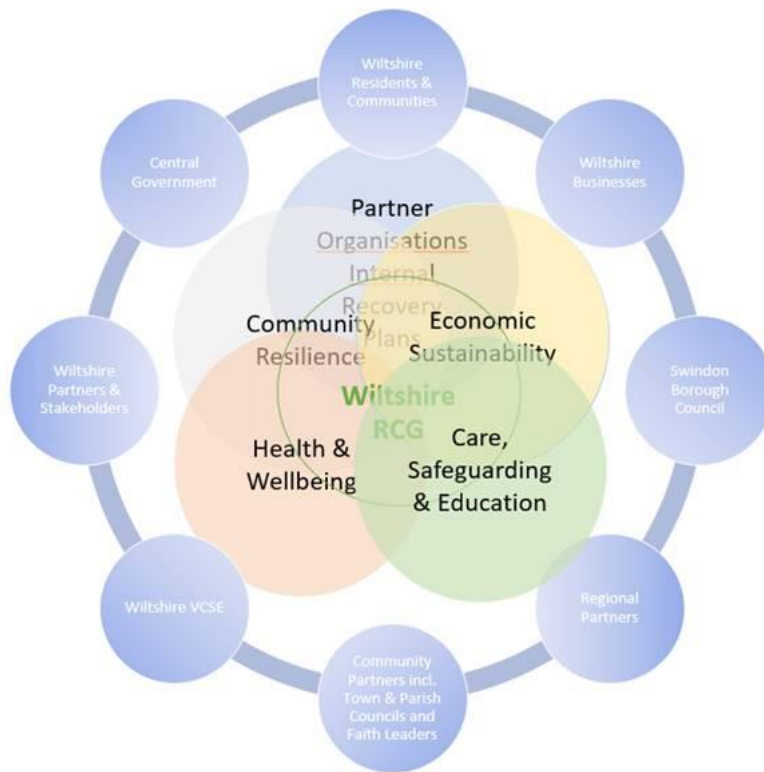 Wiltshire
Residents &
Communities
Central
Government
Wiltshire
Businesses
Partner
Organisations
Internal
Recovery
Plans
Community
Resilience
Economic
Sustainability
Wiltshire
Partners &
Stakeholders
Swindon
Borough
Council
Wiltshire
RCG
Health &
Wellbeing
Care,
Safeguarding
& Education
Wiltshire VCSE
Regional
Partners
Community
Partners incl.
Town & Parish
Councils and
Faith Leaders